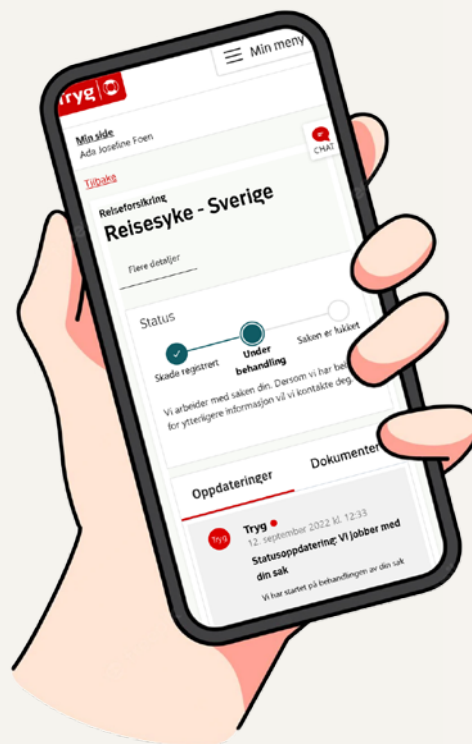 Tryg
Min meny
Min side
Ada Josefine Foen
CHAT
Tilbake
Reiseforsikring
Reisesyke - Sverige
Flere detaljer
Status
Skade registrert
Under
behandling
Saken er lukket
Vi arbeider med saken din. Dersom vi har
for ytterligere informasjon vil vi kontakte deg.
Oppdateringer
Dokumenter
Tryg
Tryg
12. september 2022 kl. 12:33
Statusoppdatering: Vi jobber med
din sak
Vi har startet på behandlingen av din sak